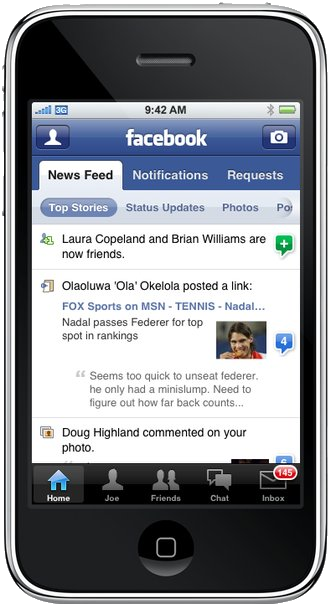 3G 9:42 AM
facebook
News Feed Notifications Requests
Top Stories Status Updates Photos Po
Laura Copeland and Brian Williams are
now friends.
Olaoluwa 'Ola' Okelola posted a link:
FOX Sports on MSN - TENNIS - Nadal...
Nadal passes Federer for top
spot in rankings
4
“ Seems too quick to unseat federer.
he only had a minislump. Need to
figure out how far back counts...
Doug Highland commented on your
photo.
145
Home Joe Friends Chat Inbox